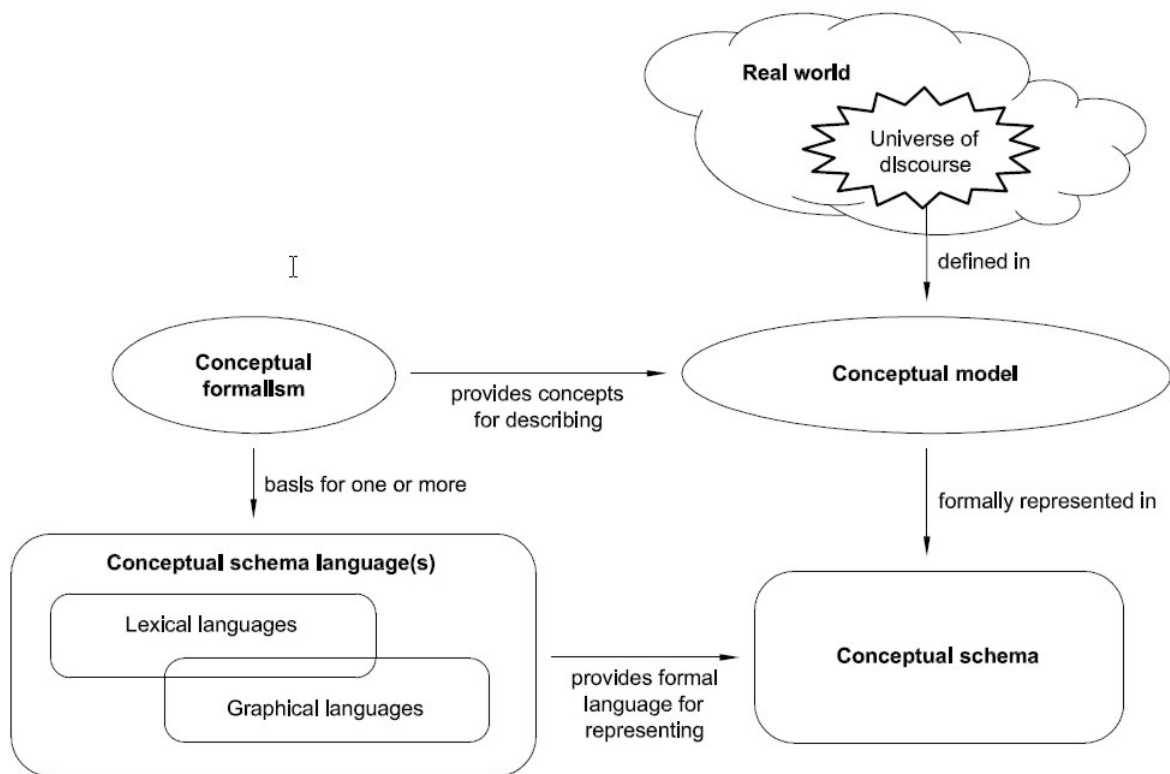 Real world
Universe of
discourse
defined in
Conceptual
formalism
provides concepts
for describing
Conceptual model
basis for one or more
formally represented in
Conceptual schema language(s)
Lexical languages
Graphical languages
provides formal
language for
representing
Conceptual schema